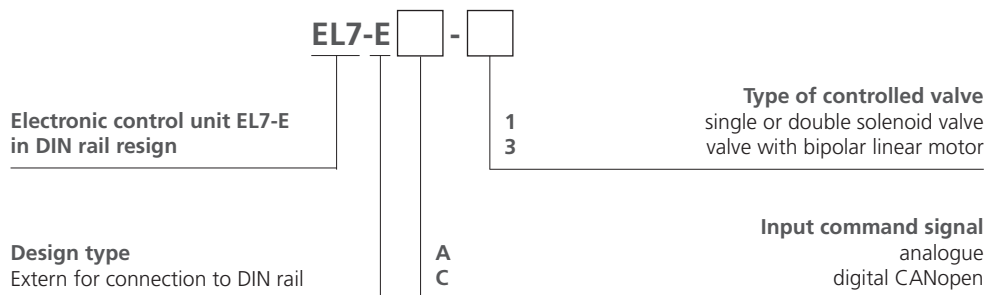 EL7-E -
Electronic control unit EL7-E
in DIN rail resign
Type of controlled valve
1 single or double solenoid valve
3 valve with bipolar linear motor
Design type
Extern for connection to DIN rail
Input command signal
A analogue
C digital CANopen